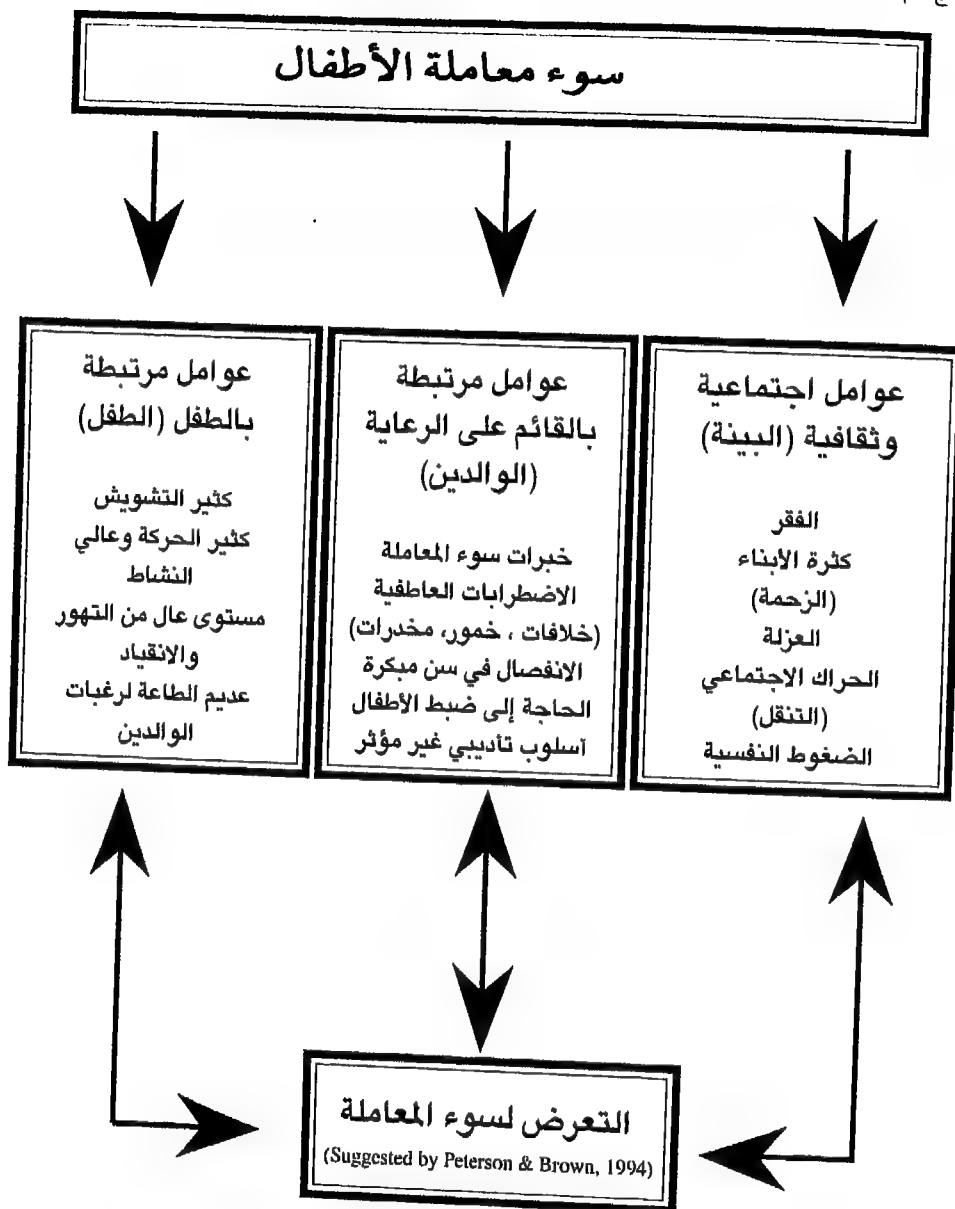 سوء معاملة الأطفال
عوامل اجتماعية
وثقافية (البيئة)
الفقر
كثرة الأبناء
(الزحمة)
العزلة
الحراك الاجتماعي
(التنقل)
الضغوط النفسية
عوامل مرتبطة
بالقائم على الرعاية
(الوالدين)
خبرات سوء المعاملة
الاضطرابات العاطفية
(خلافات ، خمور، مخدرات)
الانفصال في سن مبكرة
الحاجة إلى ضبط الأطفال
أسلوب تأديبي غير مؤثر
عوامل مرتبطة
بالطفل (الطفل)
كثير التشويش
كثير الحركة وعالي
النشاط
مستوى عال من التهور
والانقياد
عديم الطاعة لرغبات
الوالدين
التعرض لسوء المعاملة
(Suggested by Peterson & Brown, 1994)